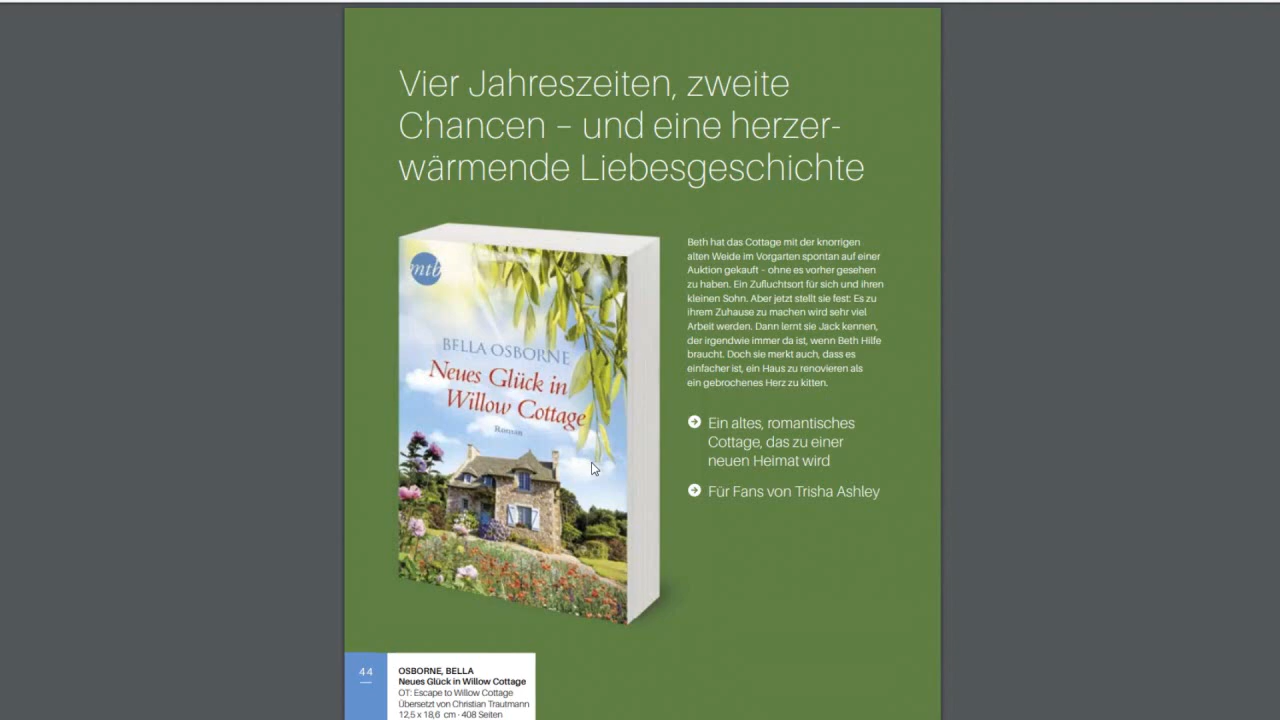 Vier Jahreszeiten, zweite
Chancen – und eine herzer-
wärmende Liebesgeschichte
mtb
BELLA OSBORNE
Neues Glück in
Willow Cottage
Roman
Beth hat das Cottage mit der knorrigen
alten Weide im Vorgarten spontan auf einer
Auktion gekauft – ohne es vorher gesehen
zu haben. Ein Zufluchtsort für sich und ihren
kleinen Sohn. Aber jetzt stellt sie fest: Es zu
ihrem Zuhause zu machen wird sehr viel
Arbeit werden. Dann lernt sie Jack kennen,
der irgendwie immer da ist, wenn Beth Hilfe
braucht. Doch sie merkt auch, dass es
einfacher ist, ein Haus zu renovieren als
ein gebrochenes Herz zu kitten.
Ein altes, romantisches
Cottage, das zu einer
neuen Heimat wird
Für Fans von Trisha Ashley
44
OSBORNE, BELLA
Neues Glück in Willow Cottage
OT: Escape to Willow Cottage
Übersetzt von Christian Trautmann
12,5 x 18,6 cm · 408 Seiten